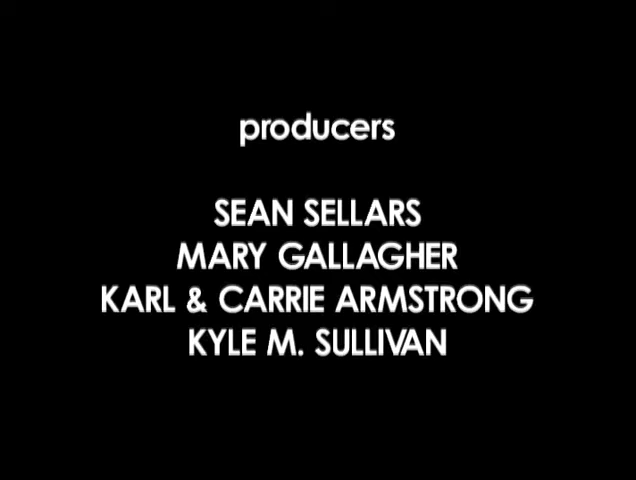 producers
SEAN SELLARS
MARY GALLAGHER
KARL & CARRIE ARMSTRONG
KYLE M. SULLIVAN